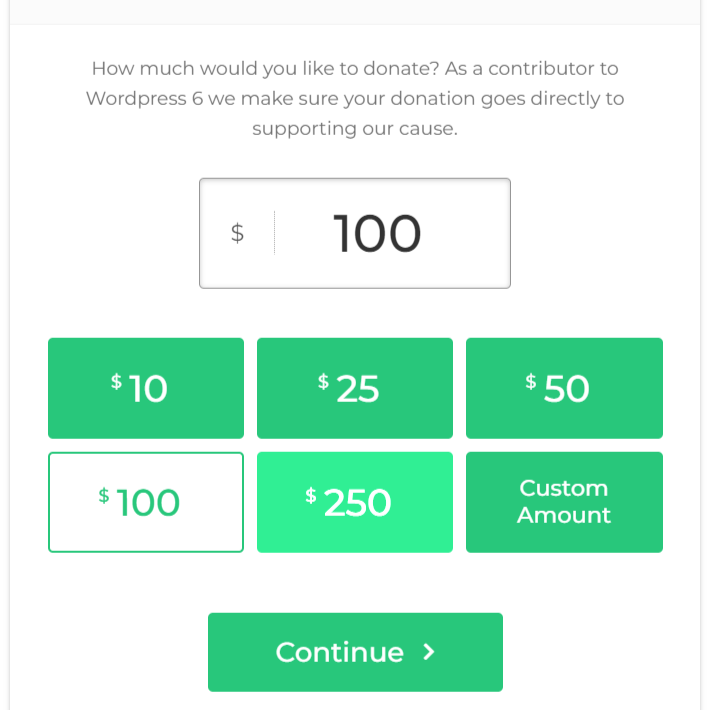 How much would you like to donate? As a contributor to
Wordpress 6 we make sure your donation goes directly to
supporting our cause.
$ 100
$ 10
$ 25
$ 50
$ 100
$ 250
Custom
Amount
Continue >